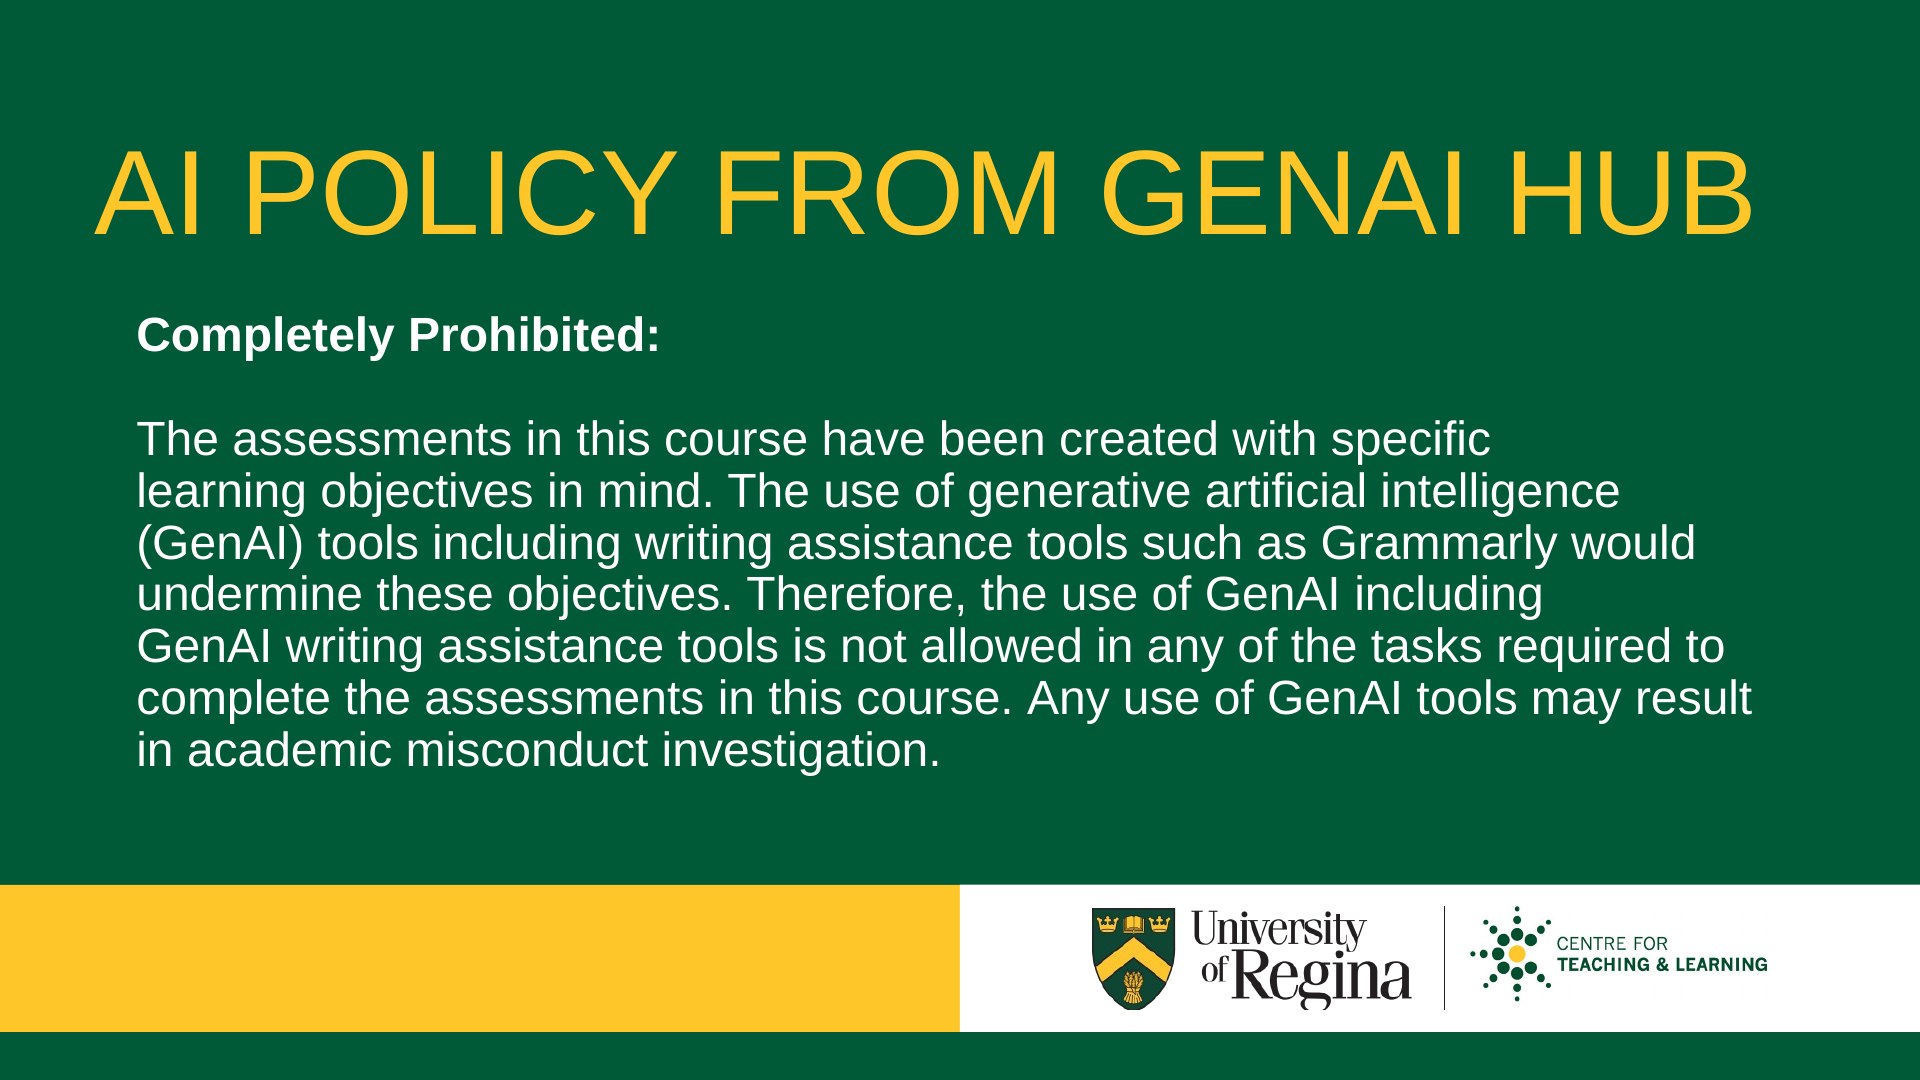 AI POLICY FROM GENAI HUB
Completely Prohibited:
The assessments in this course have been created with specific
learning objectives in mind. The use of generative artificial intelligence
(GenAI) tools including writing assistance tools such as Grammarly would
undermine these objectives. Therefore, the use of GenAI including
GenAI writing assistance tools is not allowed in any of the tasks required to
complete the assessments in this course. Any use of GenAI tools may result
in academic misconduct investigation.
University
of Regina
CENTRE FOR
TEACHING & LEARNING